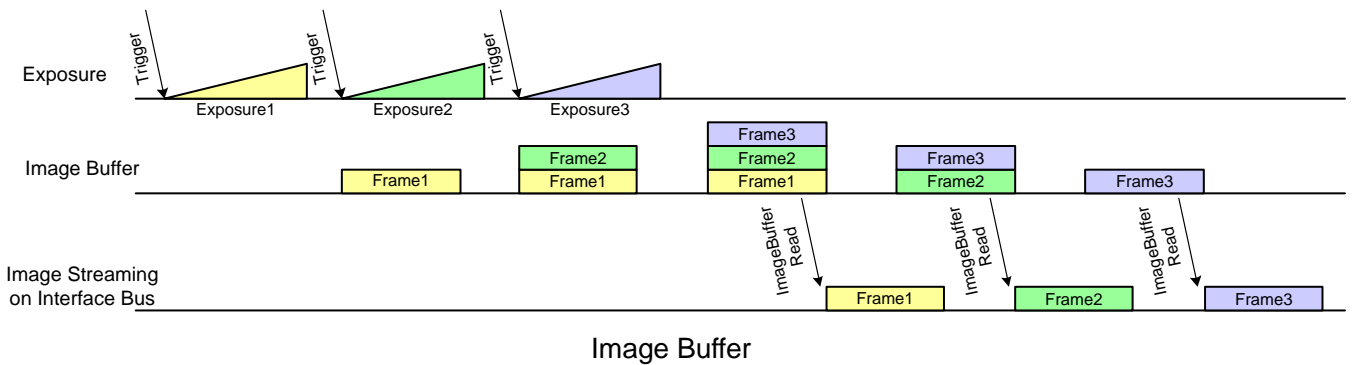 Trigger
Trigger
Trigger
Exposure
Exposure1
Exposure2
Exposure3
Frame3
Frame2
Frame2
Frame3
Image Buffer
Frame1
Frame1
Frame1
Frame2
Frame3
ImageBuffer
Read
ImageBuffer
Read
ImageBuffer
Read
Image Streaming
on Interface Bus
Frame1
Frame2
Frame3
Image Buffer